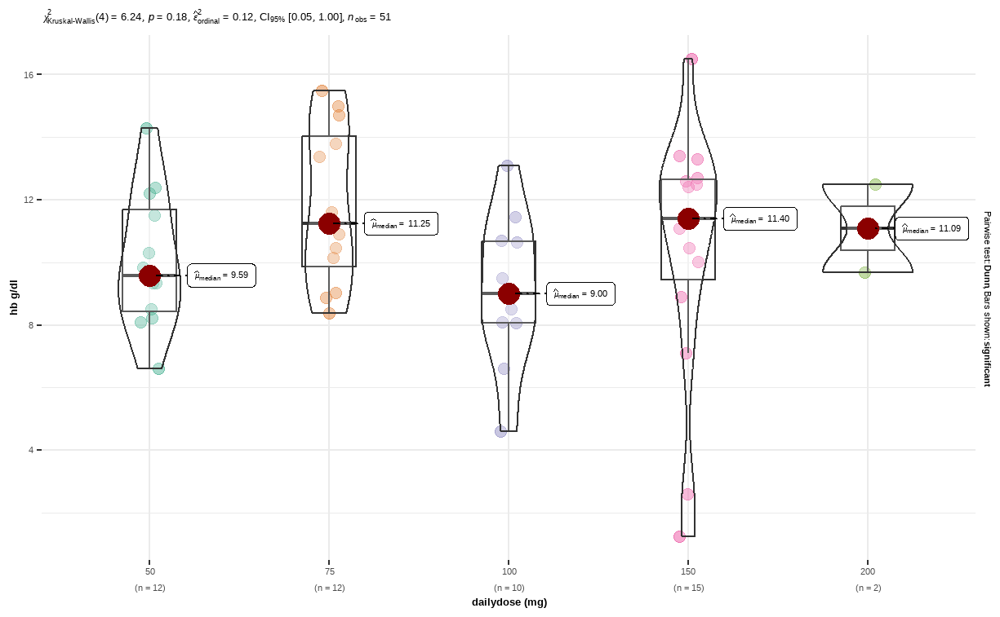 χ²Kruskal-Wallis(4) = 6.24, p = 0.18, ε̂²ordinal = 0.12, CI95% [0.05, 1.00], nobs = 51
16
12
8
4
hb g/dl
μ̂median = 9.59
μ̂median = 11.25
μ̂median = 9.00
μ̂median = 11.40
μ̂median = 11.09
Pairwise test: Dunn, Bars shown: significant
50
(n = 12)
75
(n = 12)
100
(n = 10)
150
(n = 15)
200
(n = 2)
dailydose (mg)